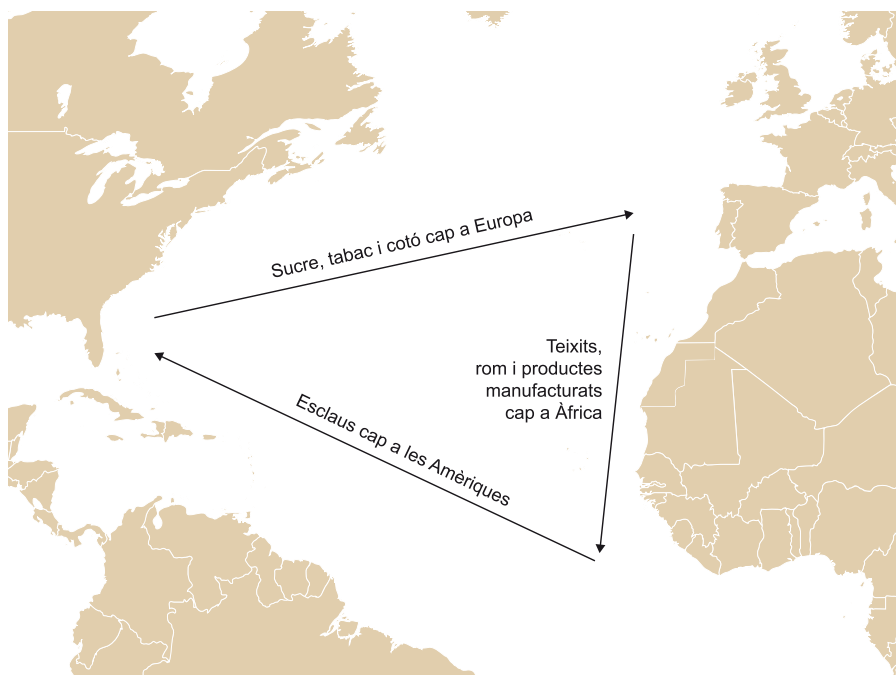 Sucre, tabac i cotó cap a Europa
Teixits,
rom i productes
manufacturats
cap a Àfrica
Esclaus cap a les Amèriques